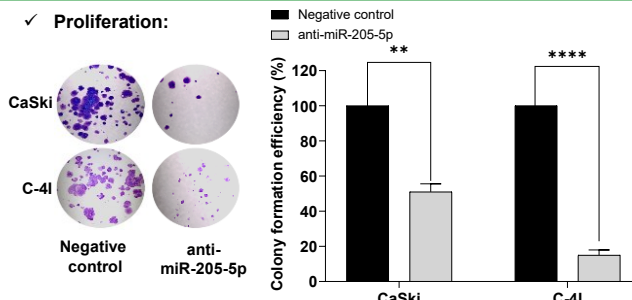 ✓ Proliferation:
CaSki
C-4I
Negative
control
anti-
miR-205-5p
Negative control
anti-miR-205-5p
Colony formation efficiency (%)
120
100
80
60
40
20
0
**
****
CaSki
C-4I